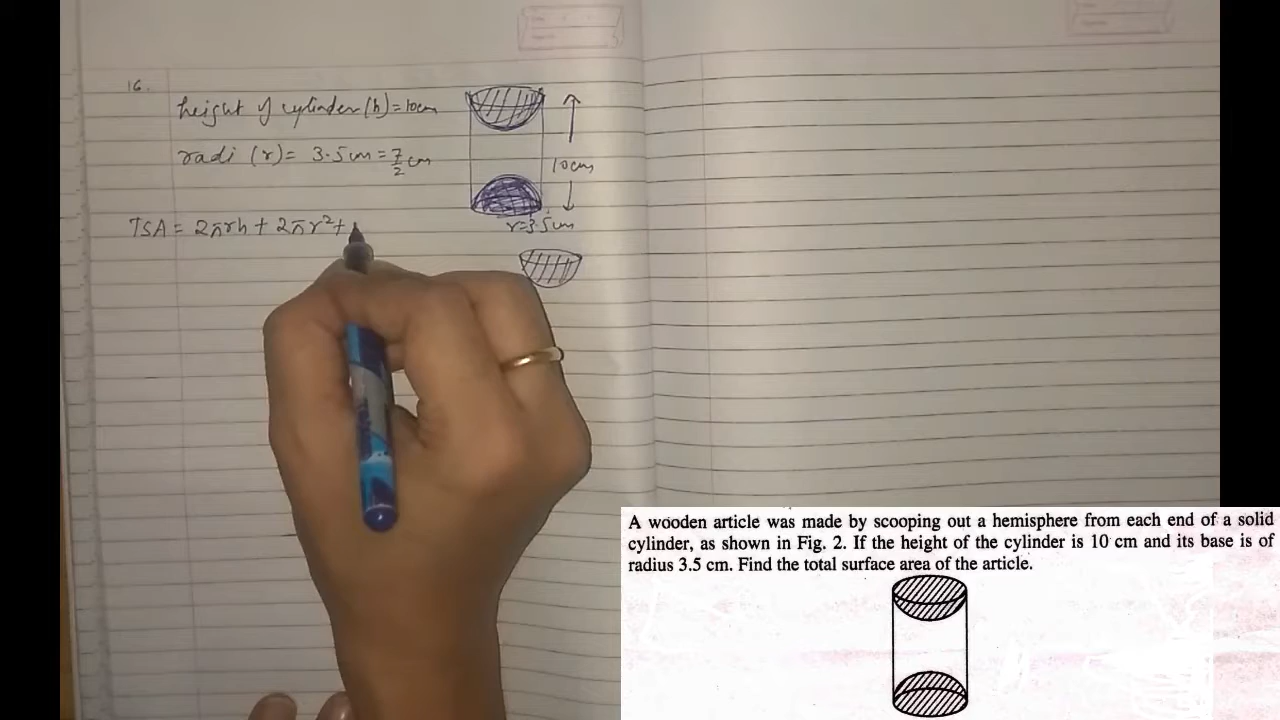 16.
height of cylinder (h) = 10cm
radi (r) = 3.5cm = 7/2 cm
10cm
TSA = 2πrh + 2πr² +
r=3.5cm
A wooden article was made by scooping out a hemisphere from each end of a solid
cylinder, as shown in Fig. 2. If the height of the cylinder is 10 cm and its base is of
radius 3.5 cm. Find the total surface area of the article.